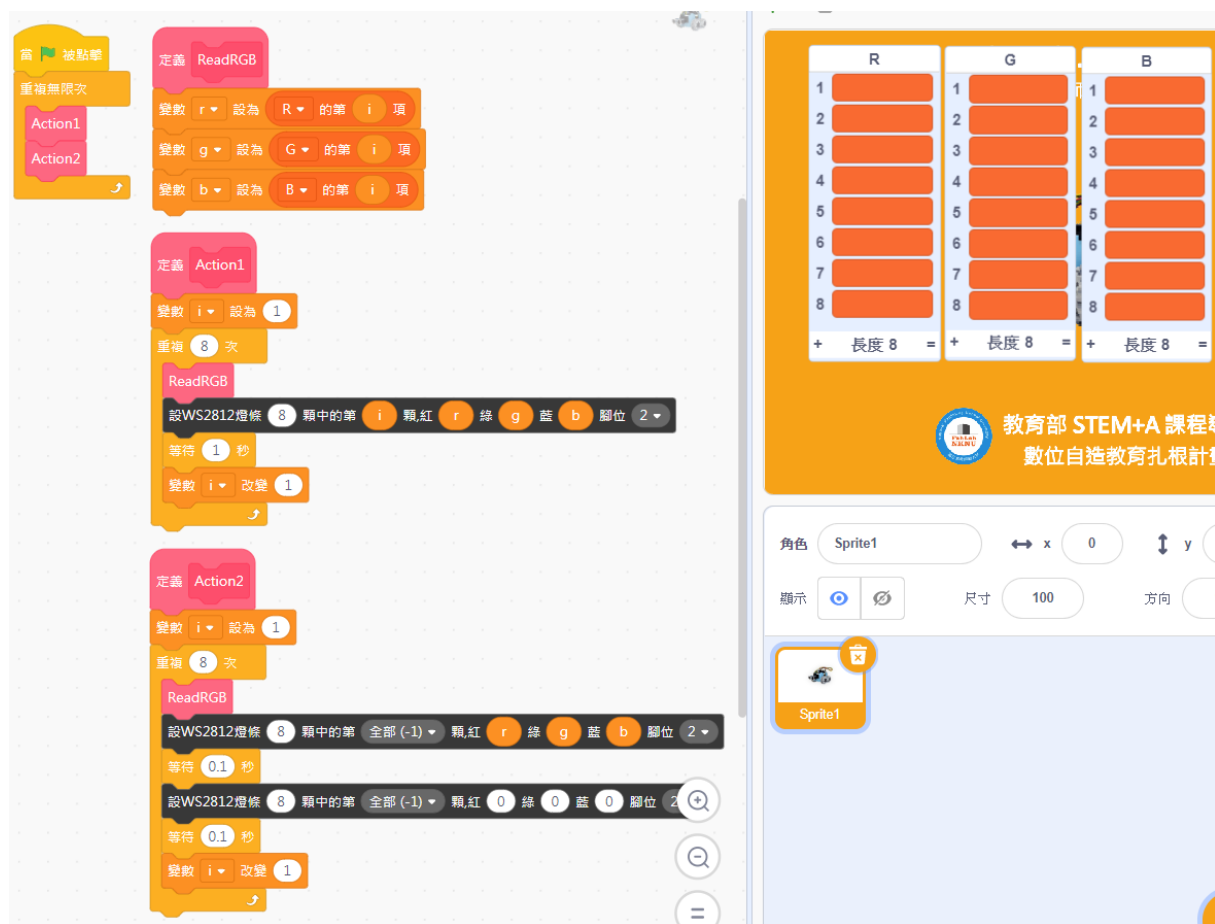 當 被點擊
重複無限次
Action1
Action2
定義 ReadRGB
變數 r 設為 R 的第 i 項
變數 g 設為 G 的第 i 項
變數 b 設為 B 的第 i 項
定義 Action1
變數 i 設為 1
重複 8 次
ReadRGB
設WS2812燈條 8 顆中的第 i 顆,紅 r 綠 g 藍 b 腳位 2
等待 1 秒
變數 i 改變 1
定義 Action2
變數 i 設為 1
重複 8 次
ReadRGB
設WS2812燈條 8 顆中的第 全部 (-1) 顆,紅 r 綠 g 藍 b 腳位 2
等待 0.1 秒
設WS2812燈條 8 顆中的第 全部 (-1) 顆,紅 0 綠 0 藍 0 腳位 2
等待 0.1 秒
變數 i 改變 1
R
1
2
3
4
5
6
7
8
+ 長度 8 =
G
1
2
3
4
5
6
7
8
+ 長度 8 =
B
1
2
3
4
5
6
7
8
+ 長度 8 =
教育部 STEM+A 課程
數位自造教育扎根計
角色 Sprite1 x 0 y
顯示 尺寸 100 方向
Sprite1